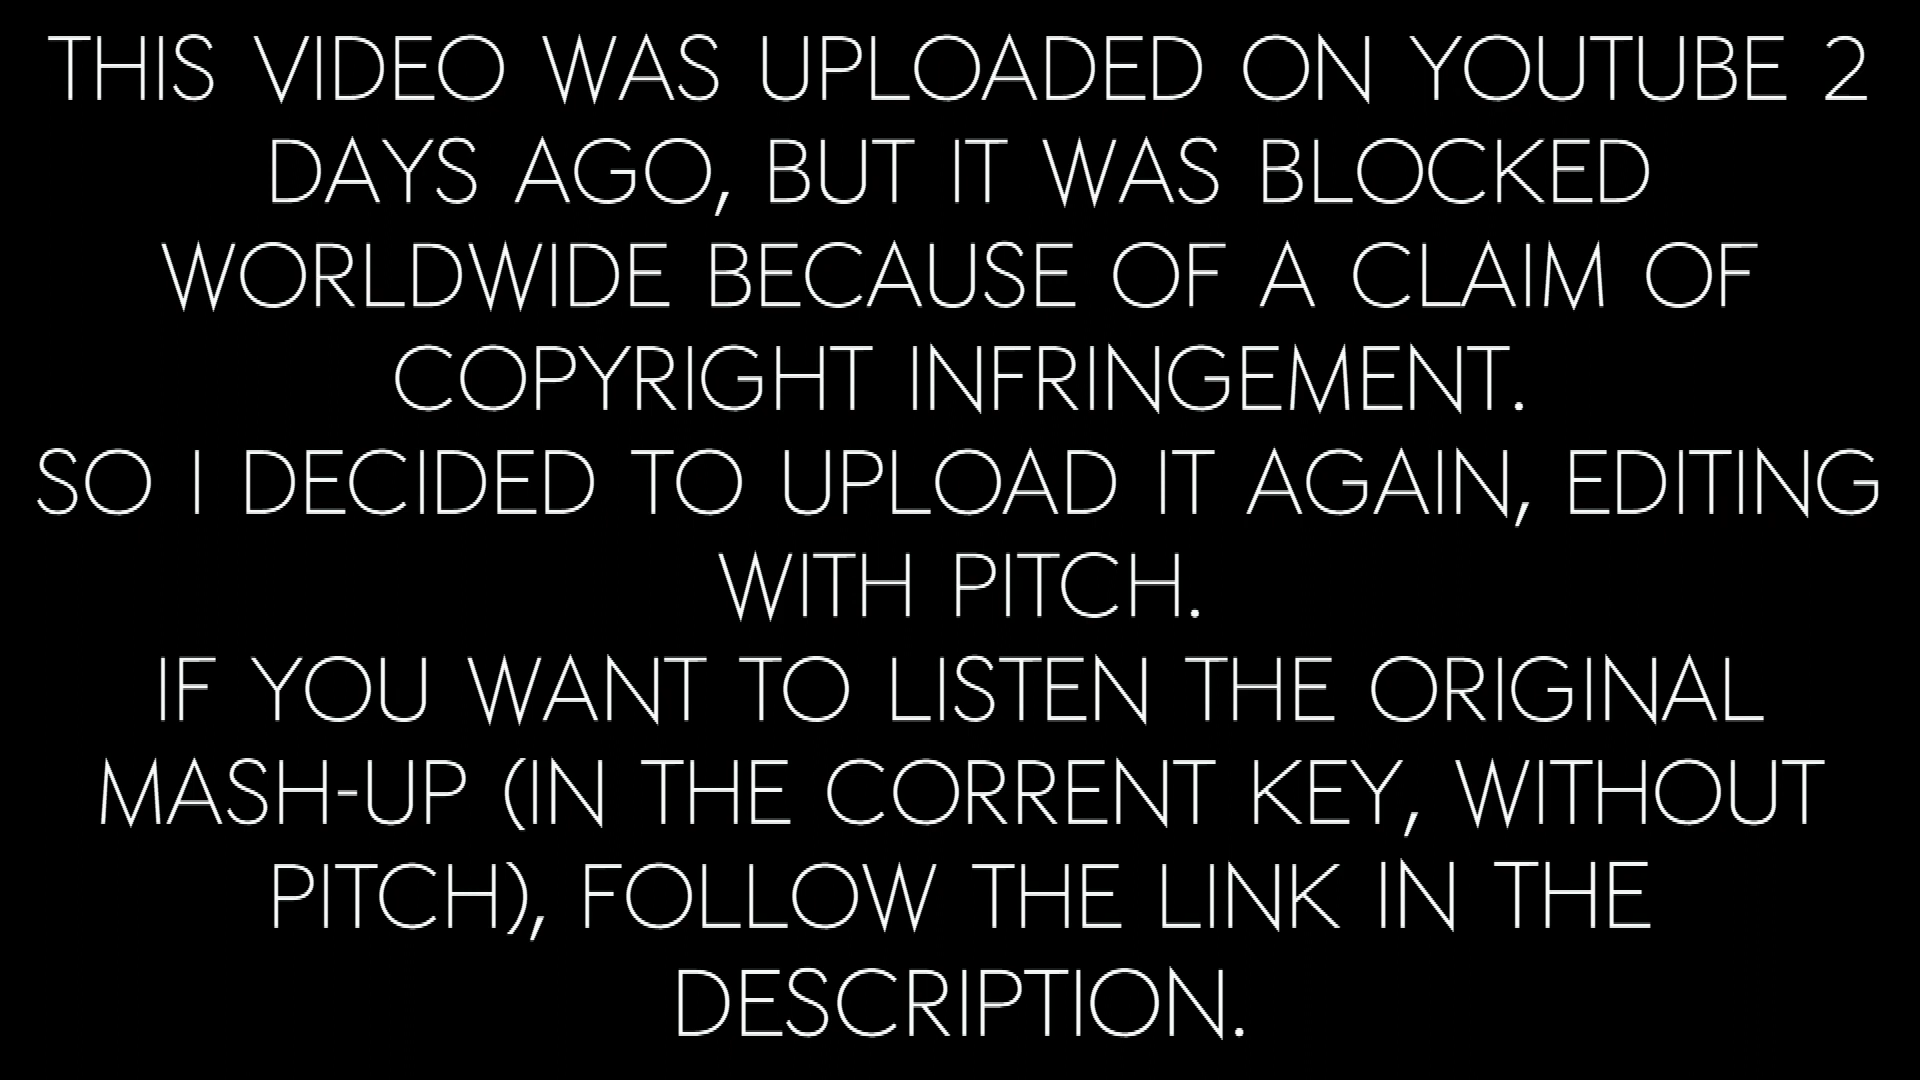 THIS VIDEO WAS UPLOADED ON YOUTUBE 2
DAYS AGO, BUT IT WAS BLOCKED
WORLDWIDE BECAUSE OF A CLAIM OF
COPYRIGHT INFRINGEMENT.
SO I DECIDED TO UPLOAD IT AGAIN, EDITING
WITH PITCH.
IF YOU WANT TO LISTEN THE ORIGINAL
MASH-UP (IN THE CORRENT KEY, WITHOUT
PITCH), FOLLOW THE LINK IN THE
DESCRIPTION.